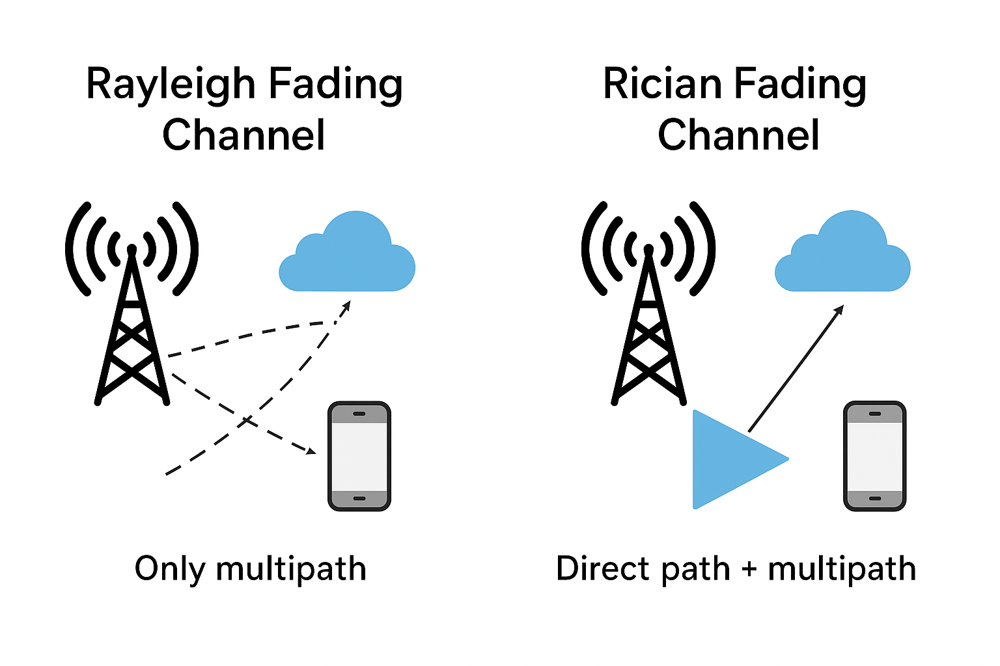 Rayleigh Fading
Channel
Only multipath
Rician Fading
Channel
Direct path + multipath